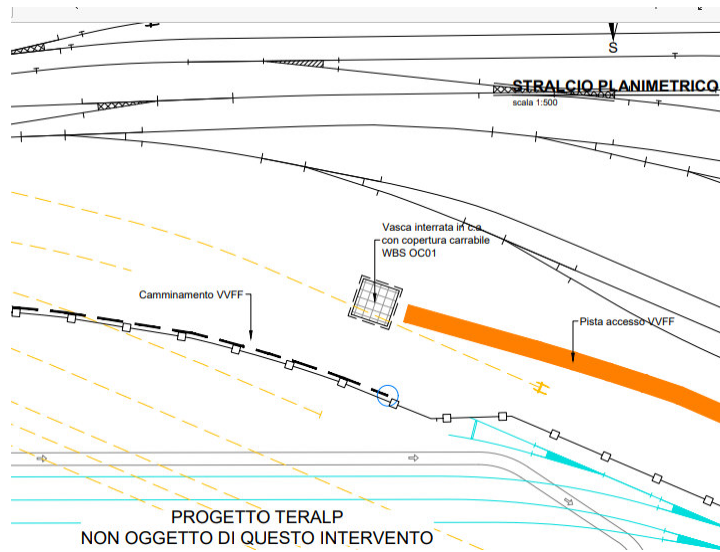 S
STRALCIO PLANIMETRICO
scala 1:500
Vasca interrata in c.a
con copertura carrabile
WBS OC01
Camminamento VVFF
Pista accesso VVFF
PROGETTO TERALP
NON OGGETTO DI QUESTO INTERVENTO